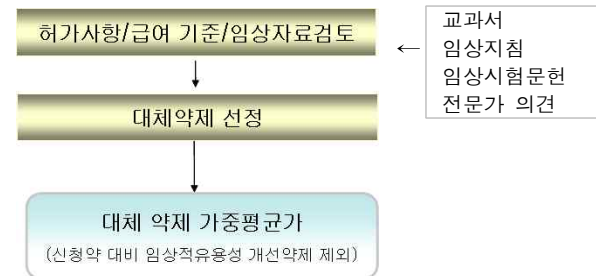 허가사항/급여 기준/임상자료검토
←
교과서
임상지침
임상시험문헌
전문가 의견
대체약제 선정
대체 약제 가중평균가
(신청약 대비 임상적유용성 개선약제 제외)